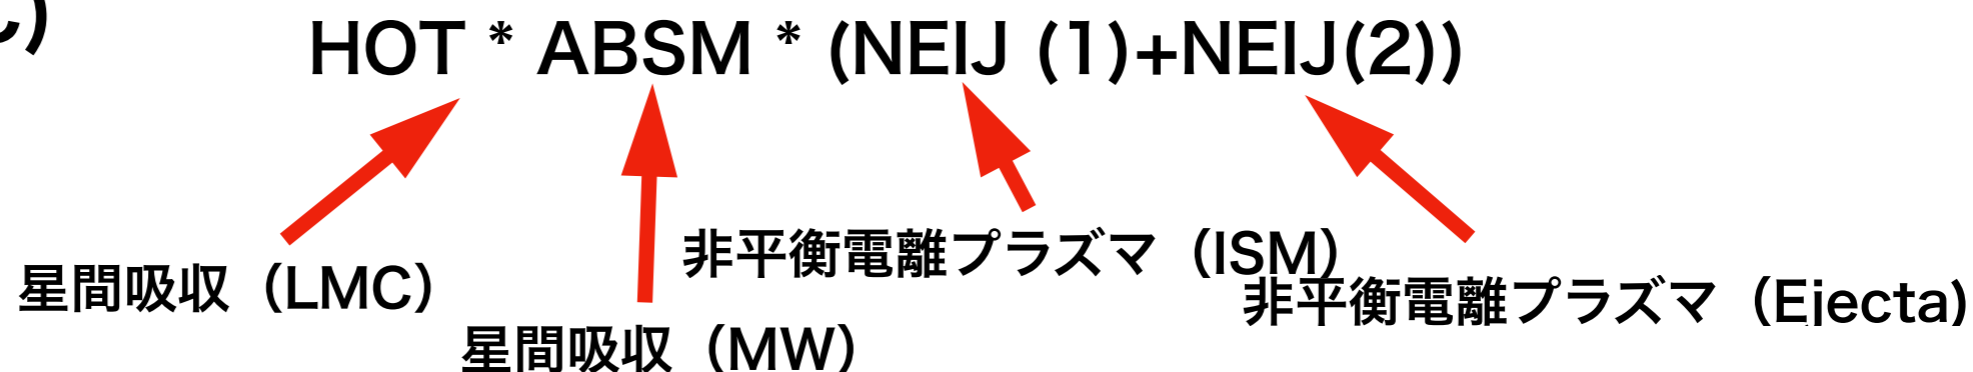 HOT * ABSM * (NEIJ (1)+NEIJ(2))
非平衡電離プラズマ（ISM）
星間吸収（LMC）
非平衡電離プラズマ（Ejecta)
星間吸収（MW）